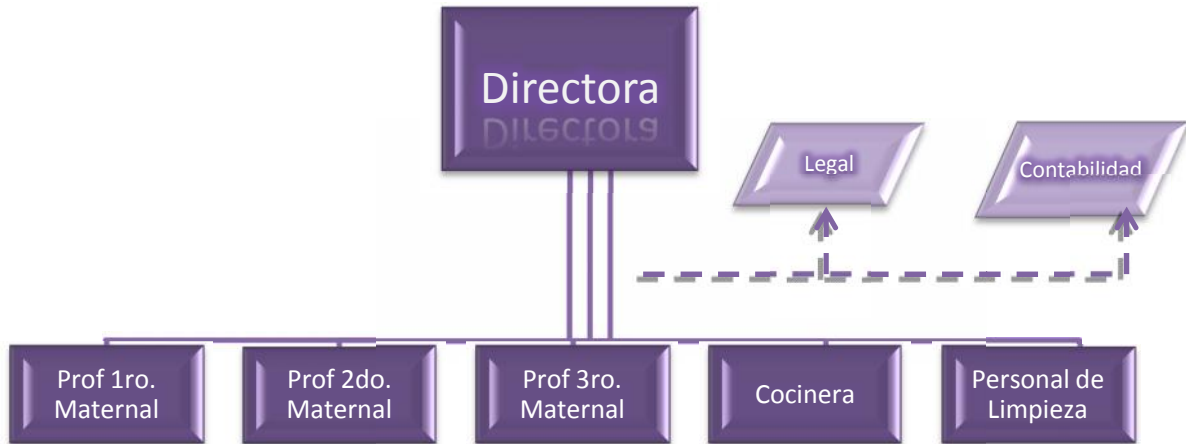 Directora
Legal
Contabilidad
Prof 1ro.
Maternal
Prof 2do.
Maternal
Prof 3ro.
Maternal
Cocinera
Personal de
Limpieza